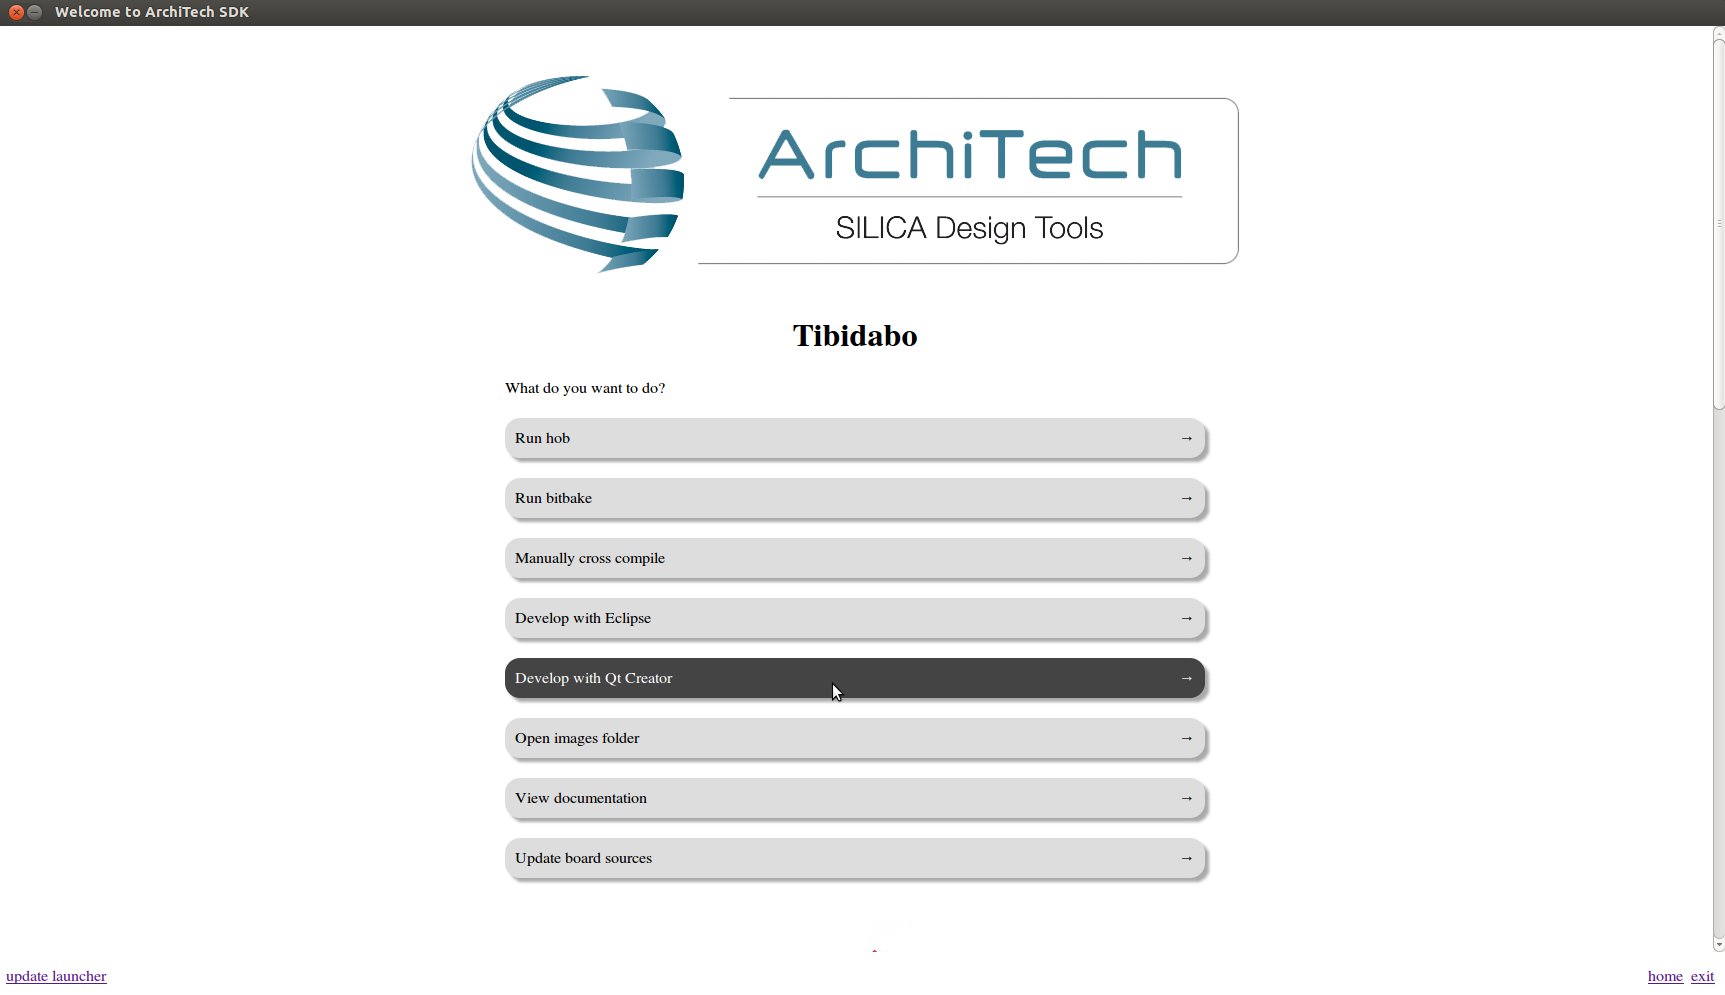 Welcome to ArchiTech SDK
ArchiTech
SILICA Design Tools
Tibidabo
What do you want to do?
Run hob →
Run bitbake →
Manually cross compile →
Develop with Eclipse →
Develop with Qt Creator →
Open images folder →
View documentation →
Update board sources →
update launcher home exit